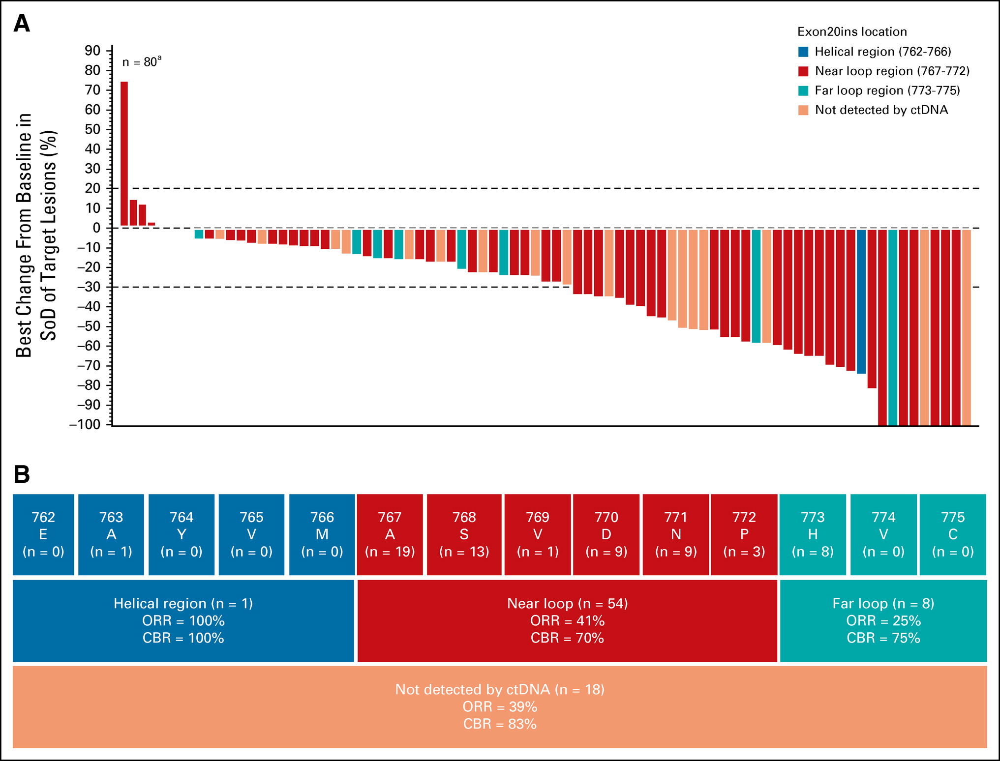 A
Exon20ins location
Helical region (762-766)
Near loop region (767-772)
Far loop region (773-775)
Not detected by ctDNA
n = 80a
Best Change From Baseline in
SoD of Target Lesions (%)
90
80
70
60
50
40
30
20
10
0
–10
–20
–30
–40
–50
–60
–70
–80
–90
–100
B
762
E
(n = 0)
763
A
(n = 1)
764
Y
(n = 0)
765
V
(n = 0)
766
M
(n = 0)
767
A
(n = 19)
768
S
(n = 13)
769
V
(n = 1)
770
D
(n = 9)
771
N
(n = 9)
772
P
(n = 3)
773
H
(n = 8)
774
V
(n = 0)
775
C
(n = 0)
Helical region (n = 1)
ORR = 100%
CBR = 100%
Near loop (n = 54)
ORR = 41%
CBR = 70%
Far loop (n = 8)
ORR = 25%
CBR = 75%
Not detected by ctDNA (n = 18)
ORR = 39%
CBR = 83%